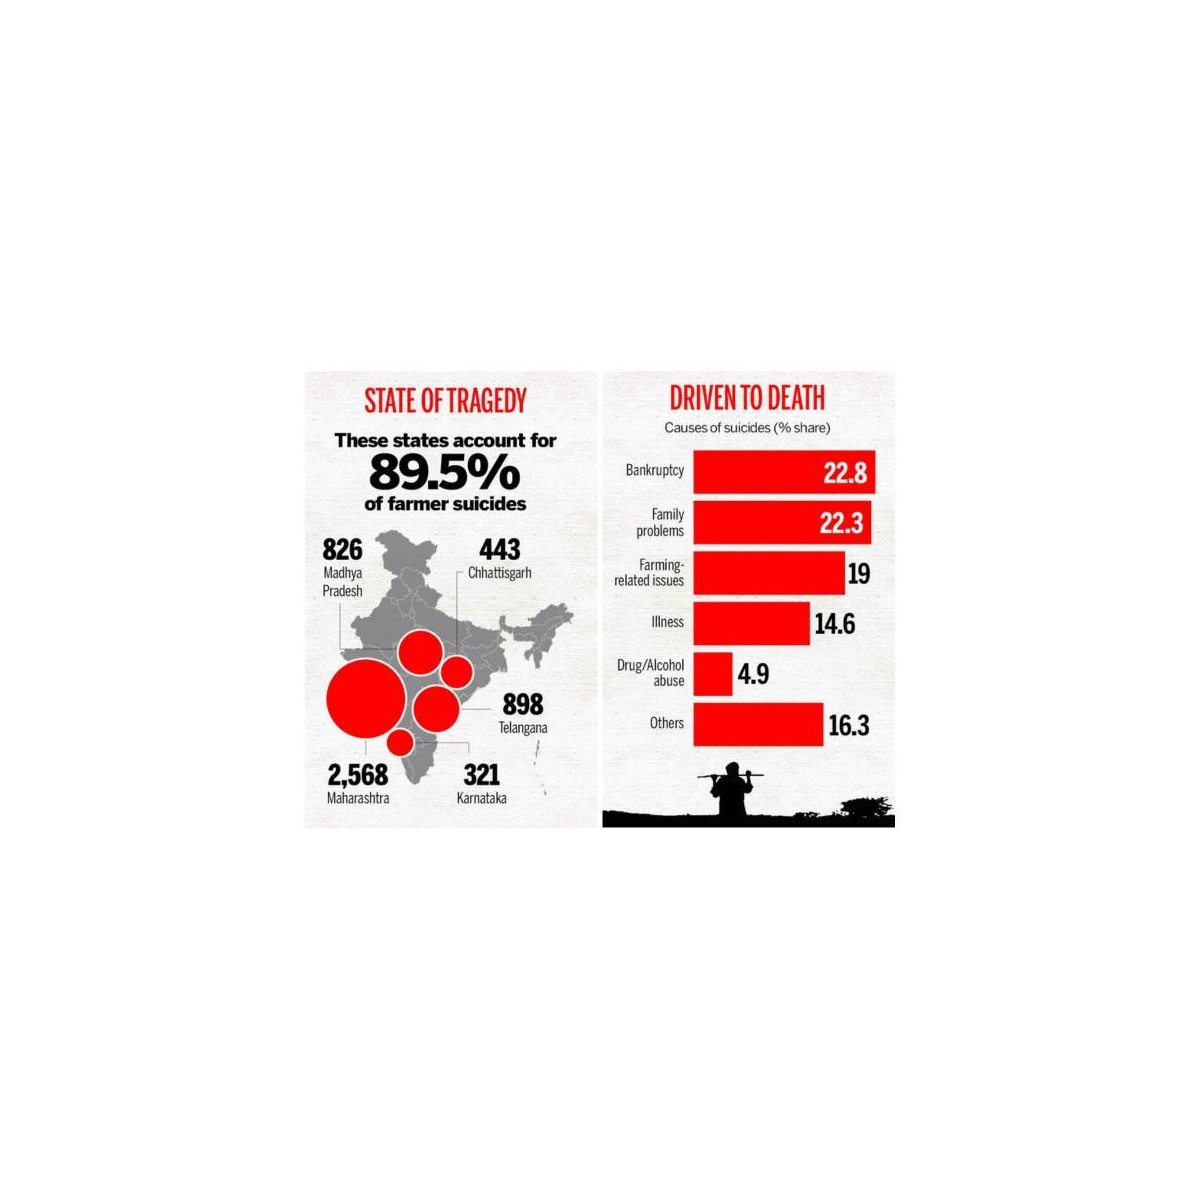 STATE OF TRAGEDY
These states account for
89.5%
of farmer suicides
826
Madhya
Pradesh
443
Chhattisgarh
898
Telangana
2,568
Maharashtra
321
Karnataka
DRIVEN TO DEATH
Causes of suicides (% share)
Bankruptcy 22.8
Family
problems 22.3
Farming-
related issues 19
Illness 14.6
Drug/Alcohol
abuse 4.9
Others 16.3